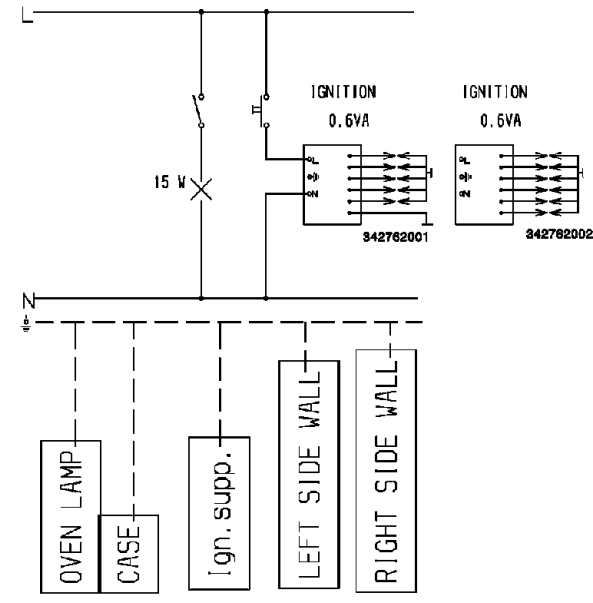 L
IGNITION
0.6VA
IGNITION
0.6VA
L
N
L
N
15 W
342762001
342762002
N
OVEN LAMP
CASE
Ign.supp.
LEFT SIDE WALL
RIGHT SIDE WALL